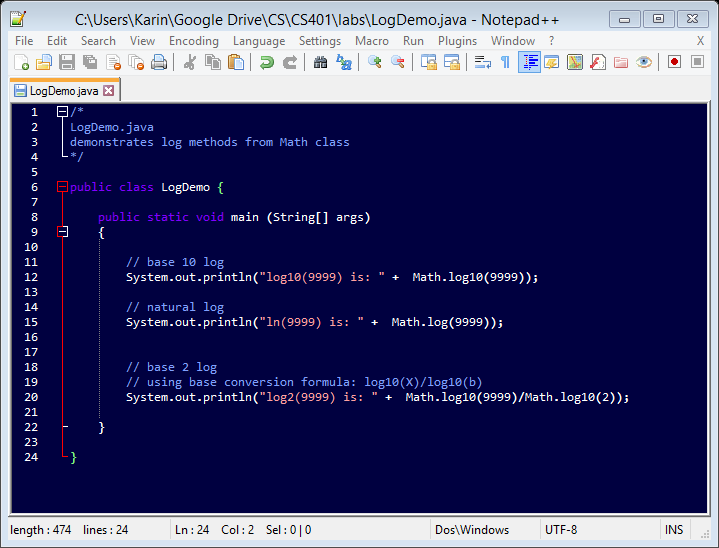 C:\Users\Karin\Google Drive\CS\CS401\labs\LogDemo.java - Notepad++
File Edit Search View Encoding Language Settings Macro Run Plugins Window ? X
LogDemo.java
1 /*
2 LogDemo.java
3 demonstrates log methods from Math class
4 */
5
6 public class LogDemo {
7
8 public static void main (String[] args)
9 {
10
11 // base 10 log
12 System.out.println("log10(9999) is: " +  Math.log10(9999));
13
14 // natural log
15 System.out.println("ln(9999) is: " +  Math.log(9999));
16
17
18 // base 2 log
19 // using base conversion formula: log10(X)/log10(b)
20 System.out.println("log2(9999) is: " +  Math.log10(9999)/Math.log10(2));
21
22 }
23
24 }
length : 474 lines : 24 Ln : 24 Col : 2 Sel : 0 | 0 Dos\Windows UTF-8 INS